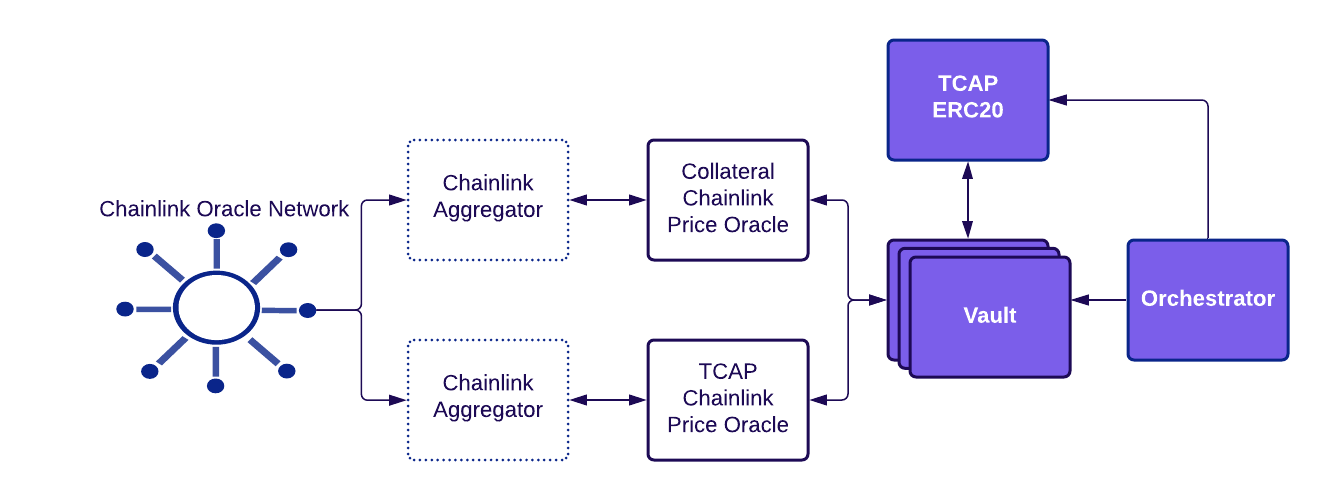 TCAP
ERC20
Chainlink
Aggregator
Collateral
Chainlink
Price Oracle
Chainlink Oracle Network
Vault
Orchestrator
Chainlink
Aggregator
TCAP
Chainlink
Price Oracle